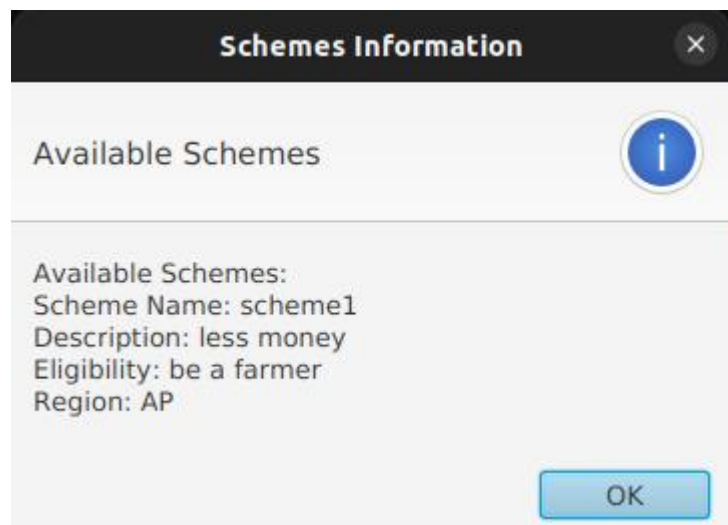 Schemes Information
Available Schemes
i
Available Schemes:
Scheme Name: scheme1
Description: less money
Eligibility: be a farmer
Region: AP
OK